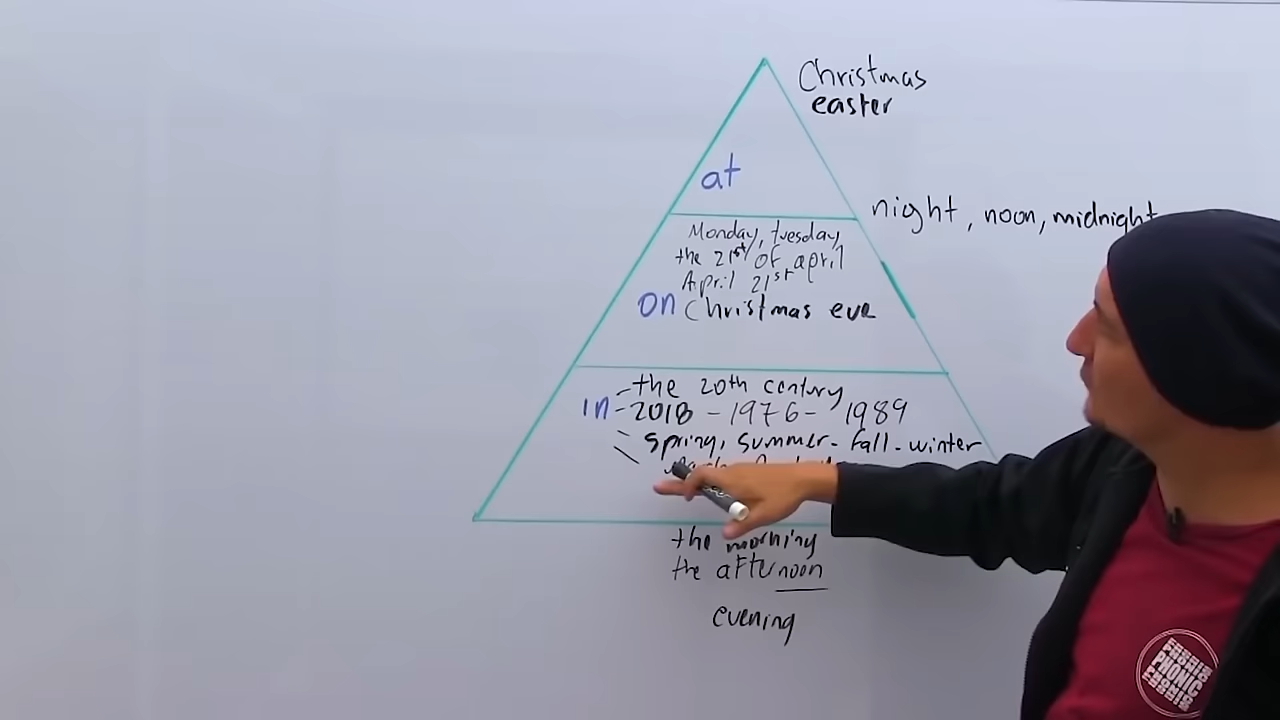 Christmas
easter
at
night, noon, midnight
Monday, tuesday,
the 21st of april
April 21st
on Christmas eve
the 20th century
in - 2018 - 1976 - 1989
spring, summer - fall - winter
the morning
the afternoon
evening
PHONIC